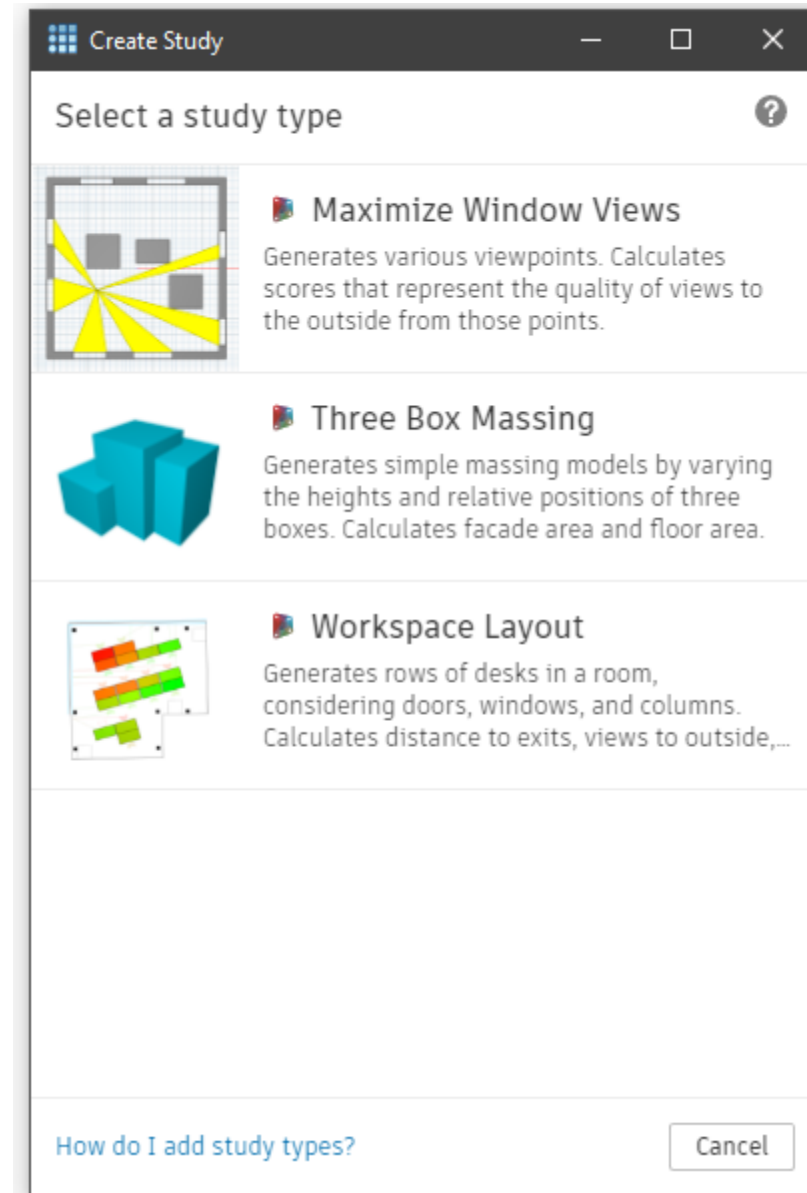 Create Study
Select a study type
Maximize Window Views
Generates various viewpoints. Calculates
scores that represent the quality of views to
the outside from those points.
Three Box Massing
Generates simple massing models by varying
the heights and relative positions of three
boxes. Calculates facade area and floor area.
Workspace Layout
Generates rows of desks in a room,
considering doors, windows, and columns.
Calculates distance to exits, views to outside,...
How do I add study types?
Cancel